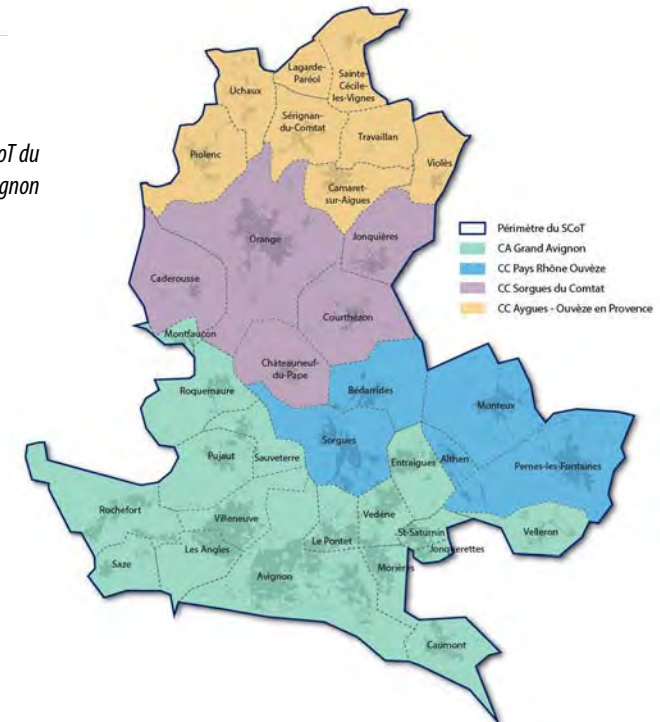 oT du
ignon
Lagarde-
Paréol
Sainte-
Cécile-
les-Vignes
Uchaux
Sérignan-
du-Comtat
Travaillan
Piolenc
Violès
Camaret
sur-Aigues
Orange
Jonquières
Caderousse
Courthézon
Montfaucon
Châteauneuf-
du-Pape
Périmètre du SCoT
CA Grand Avignon
CC Pays Rhône Ouvèze
CC Sorgues du Comtat
CC Aygues - Ouvèze en Provence
Roquemaure
Bédarrides
Monteux
Sorgues
Pujaut
Sauveterre
Entraigues
Althen
Pernes-les-Fontaines
Rochefort
Villeneuve
Vedène
Le Pontet
St-Saturnin
Velleron
Les Angles
Jonquerettes
Saze
Avignon
Morières
Caumont